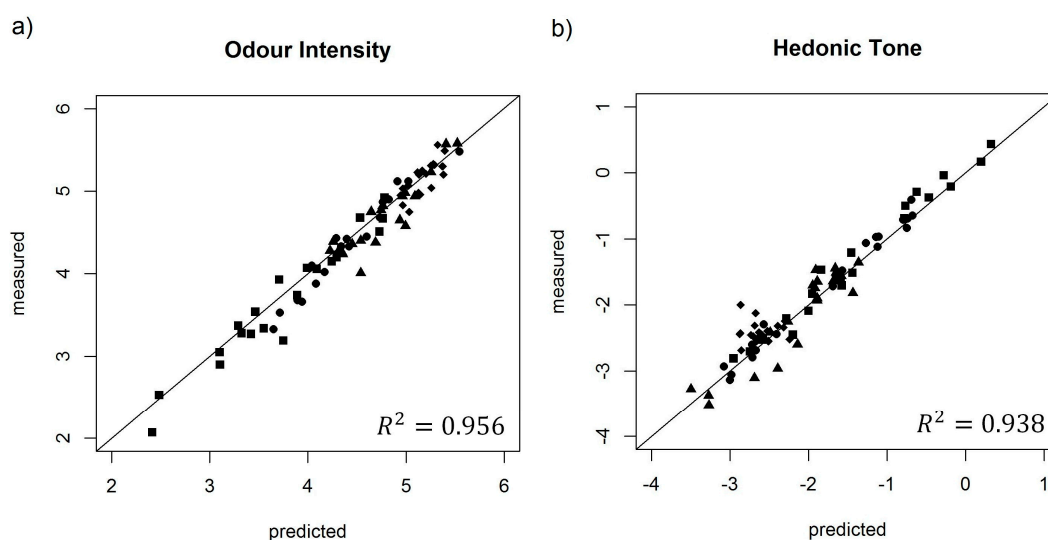 a)
Odour Intensity
measured
6
5
4
3
2
R² = 0.956
2 3 4 5 6
predicted
b)
Hedonic Tone
measured
1
0
-1
-2
-3
-4
R² = 0.938
-4 -3 -2 -1 0 1
predicted